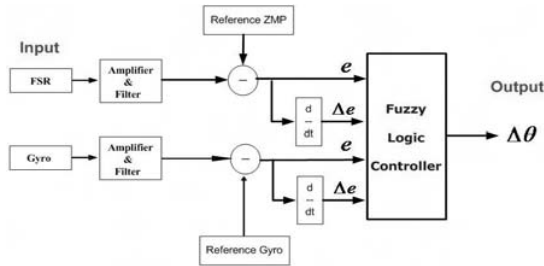 Reference ZMP
Input
FSR
Amplifier
&
Filter
−
e
d
--
dt
Δe
Gyro
Amplifier
&
Filter
−
e
d
--
dt
Δe
Reference Gyro
Fuzzy
Logic
Controller
Output
Δθ